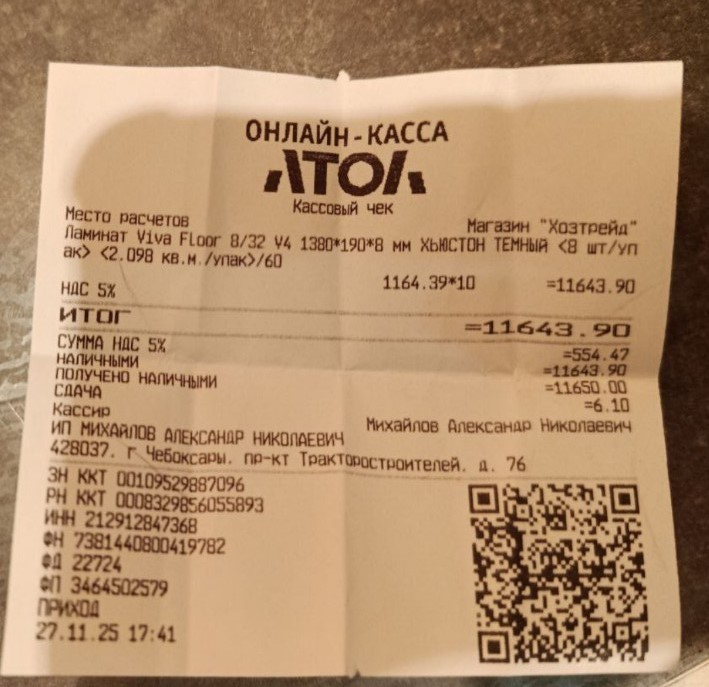 ОНЛАЙН-КАССА
АТОЛ
Кассовый чек
Место расчетов Магазин "Хозтрейд"
Ламинат Viva Floor 8/32 V4 1380*190*8 мм ХЬЮСТОН ТЕМНЫЙ <8 шт/уп
ак> <2.098 кв.м./упак>/60
1164.39*10 =11643.90
НДС 5%
ИТОГ =11643.90
СУММА НДС 5% =554.47
НАЛИЧНЫМИ =11643.90
ПОЛУЧЕНО НАЛИЧНЫМИ =11650.00
СДАЧА =6.10
Кассир Михайлов Александр Николаевич
ИП МИХАЙЛОВ АЛЕКСАНДР НИКОЛАЕВИЧ
428037, г Чебоксары, пр-кт Тракторостроителей, д. 76
ЗН ККТ 00109529887096
РН ККТ 0008329856055893
ИНН 212912847368
ФН 7381440800419782
ФД 22724
ФП 3464502579
ПРИХОД
27.11.25 17:41